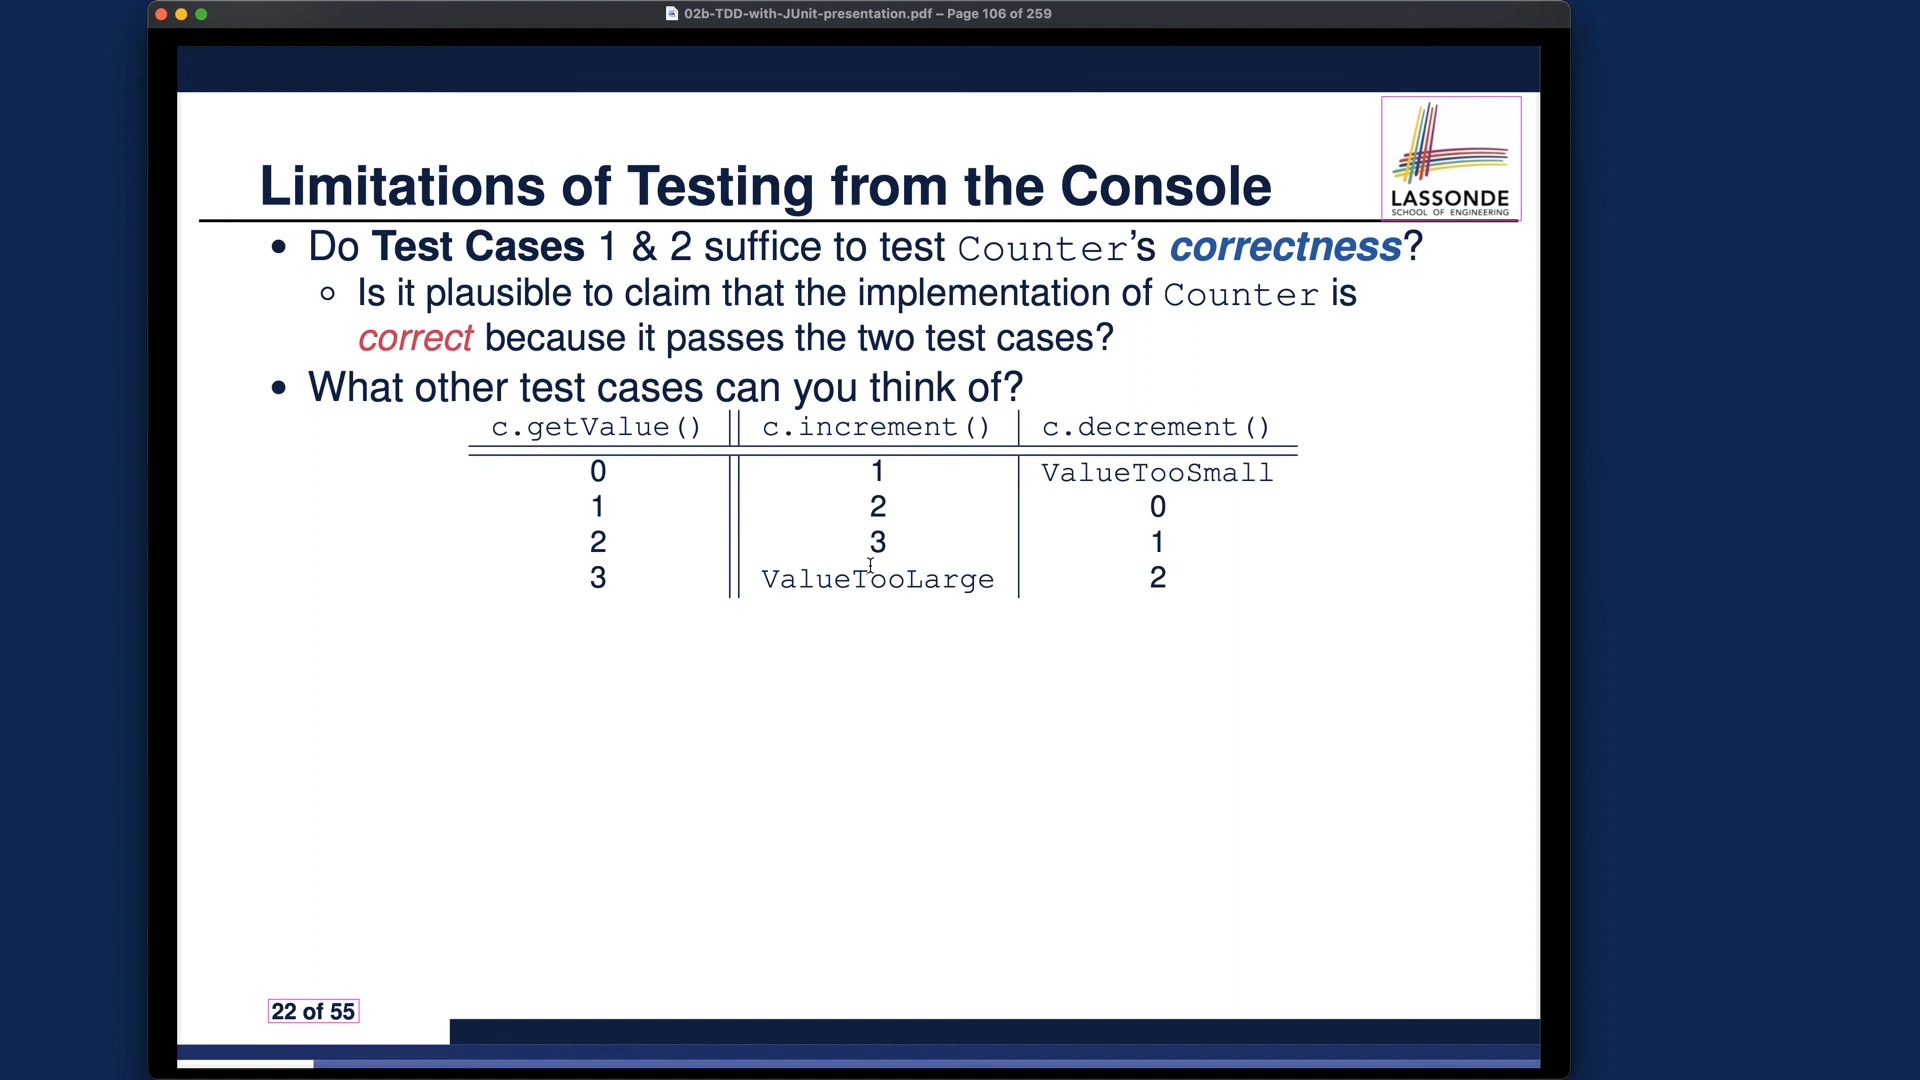 02b-TDD-with-JUnit-presentation.pdf – Page 106 of 259
LASSONDE
SCHOOL OF ENGINEERING
Limitations of Testing from the Console
• Do Test Cases 1 & 2 suffice to test Counter's correctness?
◦ Is it plausible to claim that the implementation of Counter is
correct because it passes the two test cases?
• What other test cases can you think of?
c.getValue() c.increment() c.decrement()
0 1 ValueTooSmall
1 2 0
2 3 1
3 ValueTooLarge 2
22 of 55